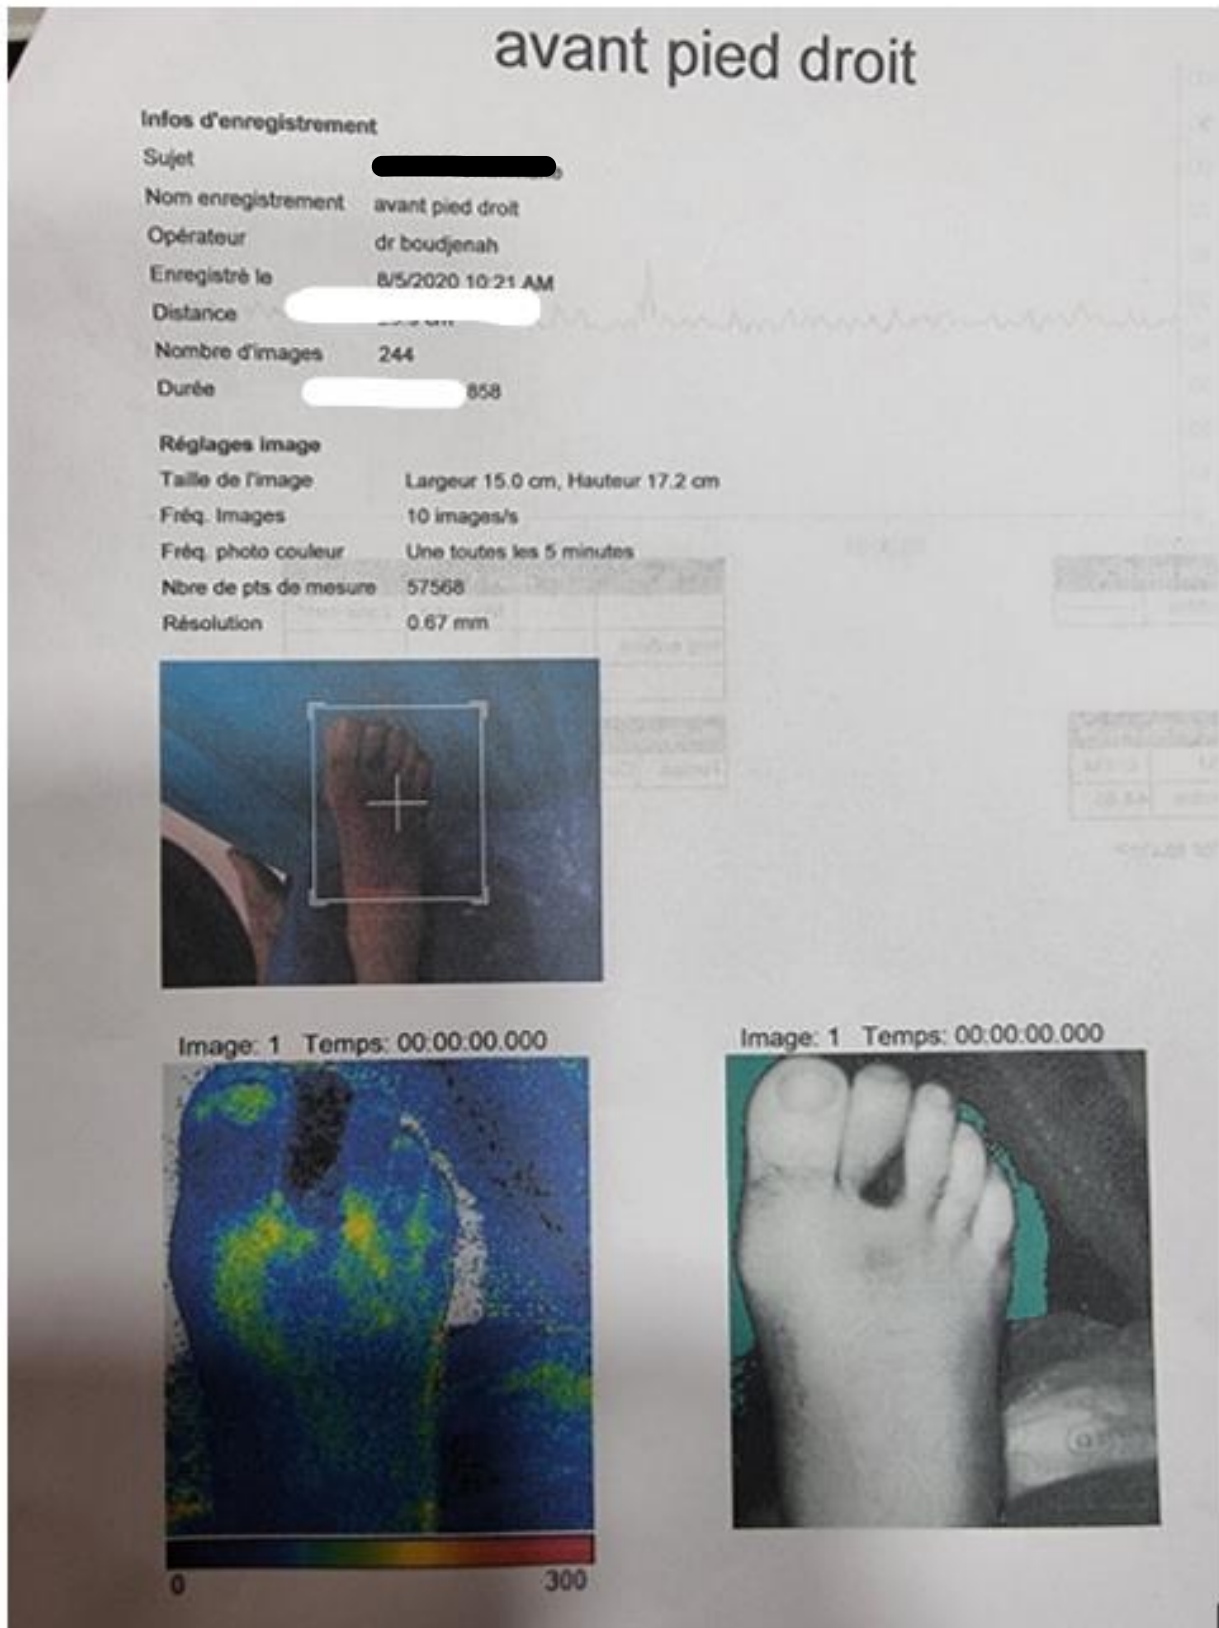 avant pied droit
Infos d'enregistrement
Sujet
Nom enregistrement avant pied droit
Opérateur dr boudjenah
Enregistré le 8/5/2020 10:21 AM
Distance
Nombre d'images 244
Durée 858
Réglages image
Taille de l'image Largeur 15.0 cm, Hauteur 17.2 cm
Fréq. Images 10 images/s
Fréq. photo couleur Une toutes les 5 minutes
Nbre de pts de mesure 57568
Résolution 0.67 mm
Image: 1 Temps: 00:00:00.000
Image: 1 Temps: 00:00:00.000
0 300